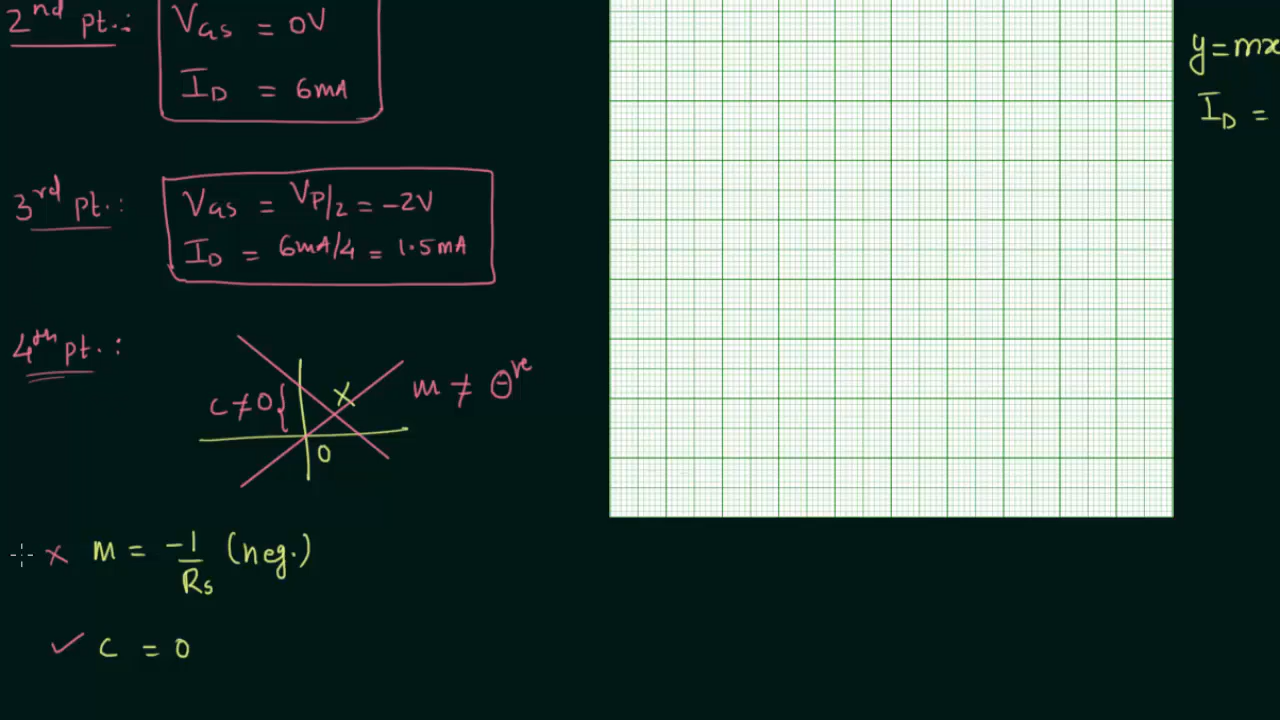 2nd pt.:
VGS = 0V
ID = 6mA
3rd pt.:
VGS = VP/2 = -2V
ID = 6mA/4 = 1.5mA
4th pt.:
C ≠ 0{
X
m ≠ Θve
0
x m = -1/Rs (neg.)
✓ C = 0
y = mx
ID =